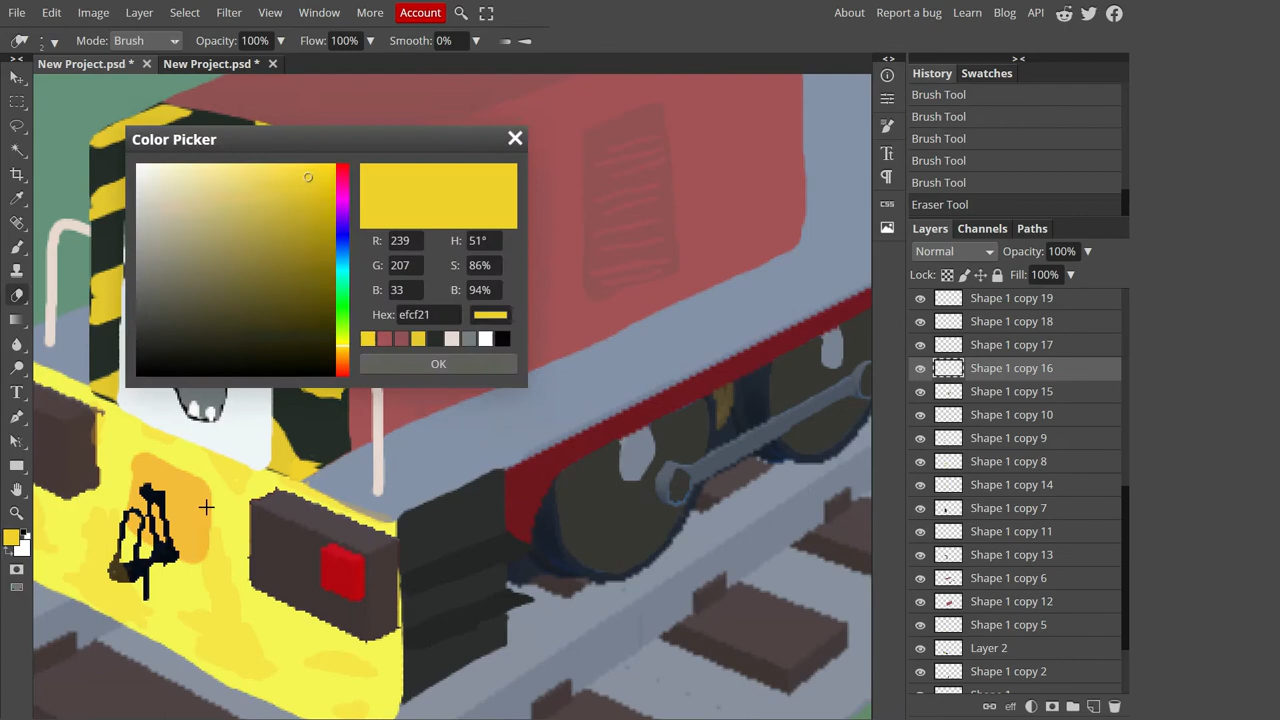 File Edit Image Layer Select Filter View Window More Account About Report a bug Learn Blog API
2 Mode: Brush Opacity: 100% Flow: 100% Smooth: 0%
New Project.psd * New Project.psd *
Color Picker
R: 239 H: 51°
G: 207 S: 86%
B: 33 B: 94%
Hex: efcf21
OK
History Swatches
Brush Tool
Brush Tool
Brush Tool
Brush Tool
Brush Tool
Eraser Tool
Layers Channels Paths
Normal Opacity: 100%
Lock: Fill: 100%
Shape 1 copy 19
Shape 1 copy 18
Shape 1 copy 17
Shape 1 copy 16
Shape 1 copy 15
Shape 1 copy 10
Shape 1 copy 9
Shape 1 copy 8
Shape 1 copy 14
Shape 1 copy 7
Shape 1 copy 11
Shape 1 copy 13
Shape 1 copy 6
Shape 1 copy 12
Shape 1 copy 5
Layer 2
Shape 1 copy 2
CSS
eff